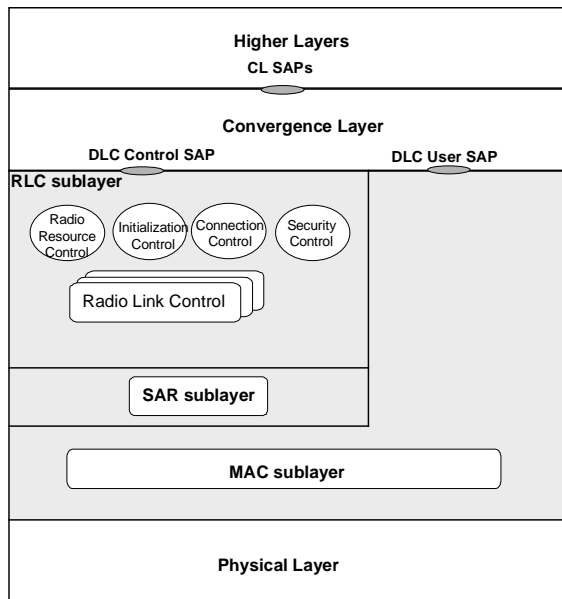 Higher Layers
CL SAPs
Convergence Layer
DLC Control SAP
DLC User SAP
RLC sublayer
Radio
Resource
Control
Initialization
Control
Connection
Control
Security
Control
Radio Link Control
SAR sublayer
MAC sublayer
Physical Layer